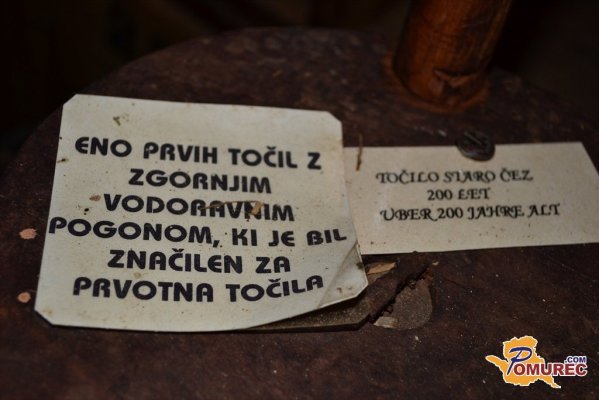 ENO PRVIH TOČIL Z
ZGORNJIM
VODORAVNIM
POGONOM, KI JE BIL
ZNAČILEN ZA
PRVOTNA TOČILA
TOČILO STARO ČEZ
200 LET
UBER 200 JAHRE ALT
POMUREC.COM